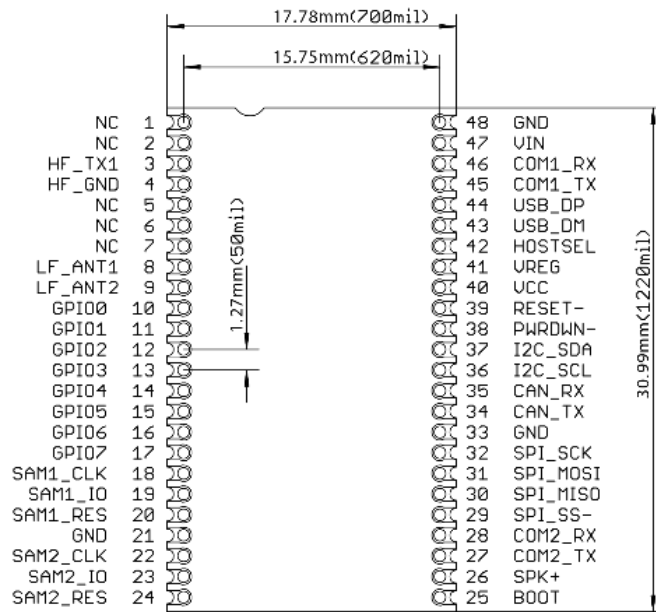 17.78mm(700mil)
15.75mm(620mil)
NC 1 48 GND
NC 2 47 VIN
HF_TX1 3 46 COM1_RX
HF_GND 4 45 COM1_TX
NC 5 44 USB_DP
NC 6 43 USB_DM
NC 7 42 HOSTSEL
LF_ANT1 8 41 VREG
LF_ANT2 9 40 VCC
GPIO0 10 39 RESET-
GPIO1 11 38 PWRDWN-
GPIO2 12 37 I2C_SDA
GPIO3 13 36 I2C_SCL
GPIO4 14 35 CAN_RX
GPIO5 15 34 CAN_TX
GPIO6 16 33 GND
GPIO7 17 32 SPI_SCK
SAM1_CLK 18 31 SPI_MOSI
SAM1_IO 19 30 SPI_MISO
SAM1_RES 20 29 SPI_SS-
GND 21 28 COM2_RX
SAM2_CLK 22 27 COM2_TX
SAM2_IO 23 26 SPK+
SAM2_RES 24 25 BOOT
1.27mm(50mil)
30.99mm(1220mil)